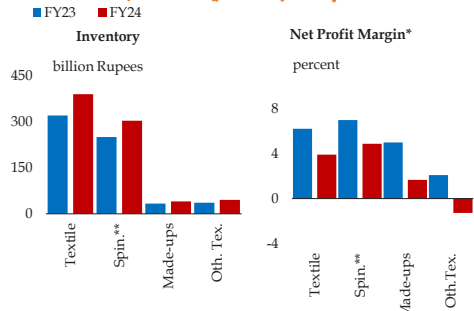 FY23 FY24
Inventory
billion Rupees
450
300
150
0
Textile
Spin.**
Made-ups
Oth. Tex.
Net Profit Margin*
percent
8
4
0
-4
Textile
Spin.**
Made-ups
Oth.Tex.